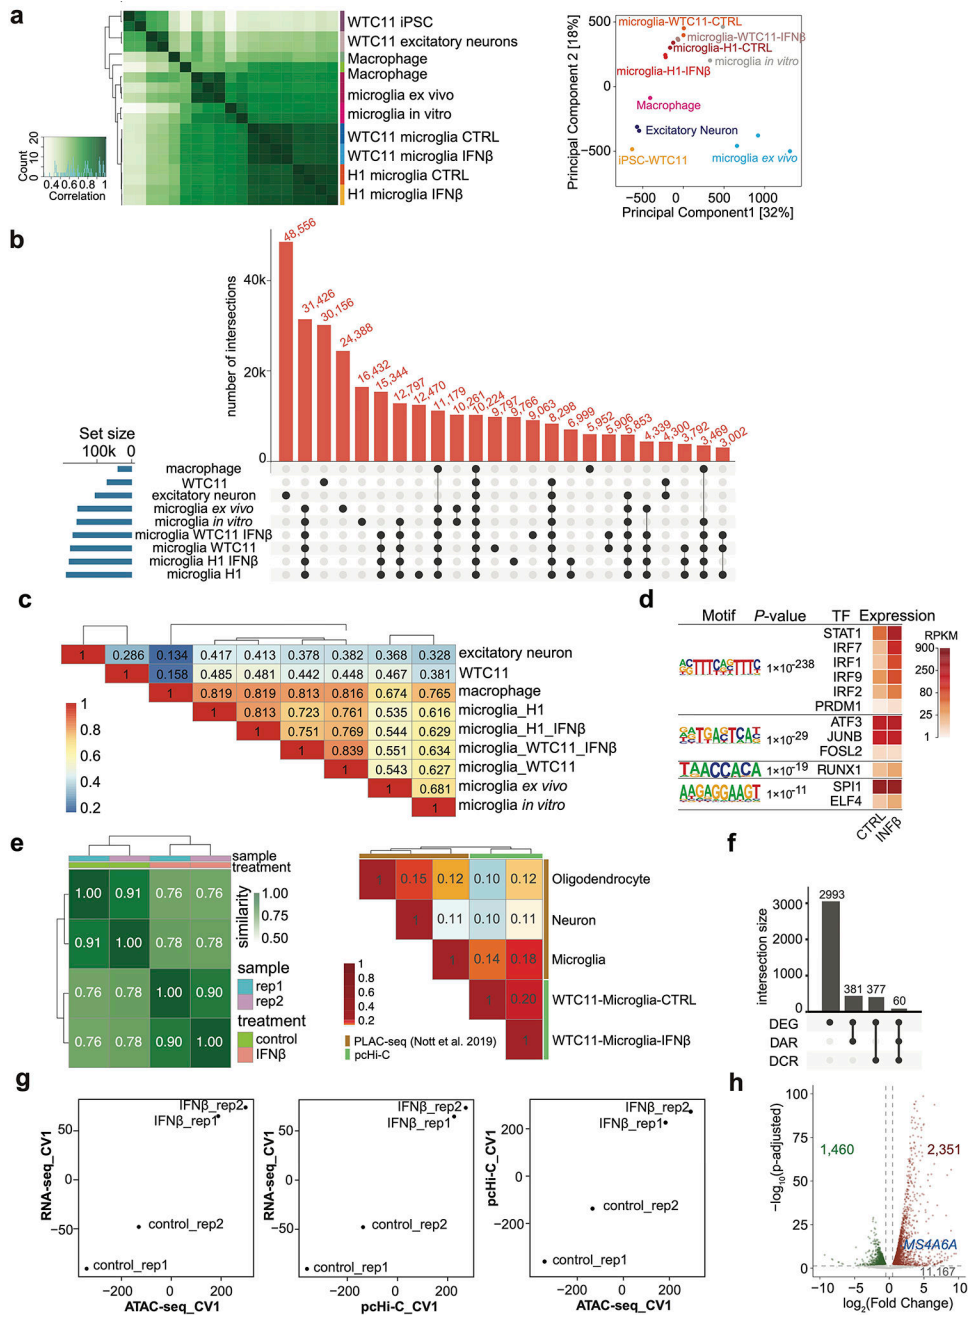 a
WTC11 iPSC
WTC11 excitatory neurons
Macrophage
Macrophage
microglia ex vivo
microglia in vitro
WTC11 microglia CTRL
WTC11 microglia IFNβ
H1 microglia CTRL
H1 microglia IFNβ
Count
0 10 20
0.4 0.6 0.8 1
Correlation
Principal Component 2 [18%]
500
0
−500
microglia-WTC11-CTRL
microglia-WTC11-IFNβ
microglia-H1-CTRL
microglia in vitro
microglia-H1-IFNβ
Macrophage
Excitatory Neuron
iPSC-WTC11
microglia ex vivo
−500 0 500 1000
Principal Component1 [32%]
b
number of intersections
40k
20k
0
48,556
31,426
30,156
24,388
16,432
15,344
12,797
12,470
11,179
10,261
10,224
9,797
9,766
9,063
8,298
6,999
5,952
5,906
5,853
4,339
4,300
3,792
3,469
3,002
Set size
100k 0
macrophage
WTC11
excitatory neuron
microglia ex vivo
microglia in vitro
microglia WTC11 IFNβ
microglia WTC11
microglia H1 IFNβ
microglia H1
c
1 0.286 0.134 0.417 0.413 0.378 0.382 0.368 0.328 excitatory neuron
1 0.158 0.485 0.481 0.442 0.448 0.467 0.381 WTC11
1 0.819 0.819 0.813 0.816 0.674 0.765 macrophage
1 0.813 0.723 0.761 0.535 0.616 microglia_H1
1 0.751 0.769 0.544 0.629 microglia_H1_IFNβ
1 0.839 0.551 0.634 microglia_WTC11_IFNβ
1 0.543 0.627 microglia_WTC11
1 0.681 microglia ex vivo
1 microglia in vitro
1
0.8
0.6
0.4
0.2
d
Motif P-value TF Expression
STAT1
IRF7
IRF1
1×10-238
IRF9
IRF2
PRDM1
ATF3
1×10-29
JUNB
FOSL2
TAACCACA 1×10-19 RUNX1
AAGAGGAAGT 1×10-11 SPI1
ELF4
CTRL
INFβ
RPKM
900
250
80
25
1
e
sample
treatment
1.00 0.91 0.76 0.76
0.91 1.00 0.78 0.78
0.76 0.78 1.00 0.90
0.76 0.78 0.90 1.00
similarity
1.00
0.75
0.50
sample
rep1
rep2
treatment
control
IFNβ
1 0.15 0.12 0.10 0.12 Oligodendrocyte
1 0.11 0.10 0.11 Neuron
1 0.14 0.18 Microglia
1 0.20 WTC11-Microglia-CTRL
1 WTC11-Microglia-IFNβ
1
0.8
0.6
0.4
0.2
PLAC-seq (Nott et al. 2019)
pcHi-C
f
intersection size
3000
2000
1000
0
2993
381
377
60
DEG
DAR
DCR
g
RNA-seq_CV1
50
−50
IFNβ_rep2
IFNβ_rep1
control_rep2
control_rep1
−200 0 200
ATAC-seq_CV1
RNA-seq_CV1
50
−50
IFNβ_rep2
IFNβ_rep1
control_rep2
control_rep1
−200 0 200
pcHi-C_CV1
pcHi-C_CV1
200
0
−200
IFNβ_rep2
IFNβ_rep1
control_rep2
control_rep1
−200 0 200
ATAC-seq_CV1
h
−log10(p-adjusted)
100
75
50
25
0
1,460
2,351
MS4A6A
11,167
−10 −5 0 5 10
log2(Fold Change)